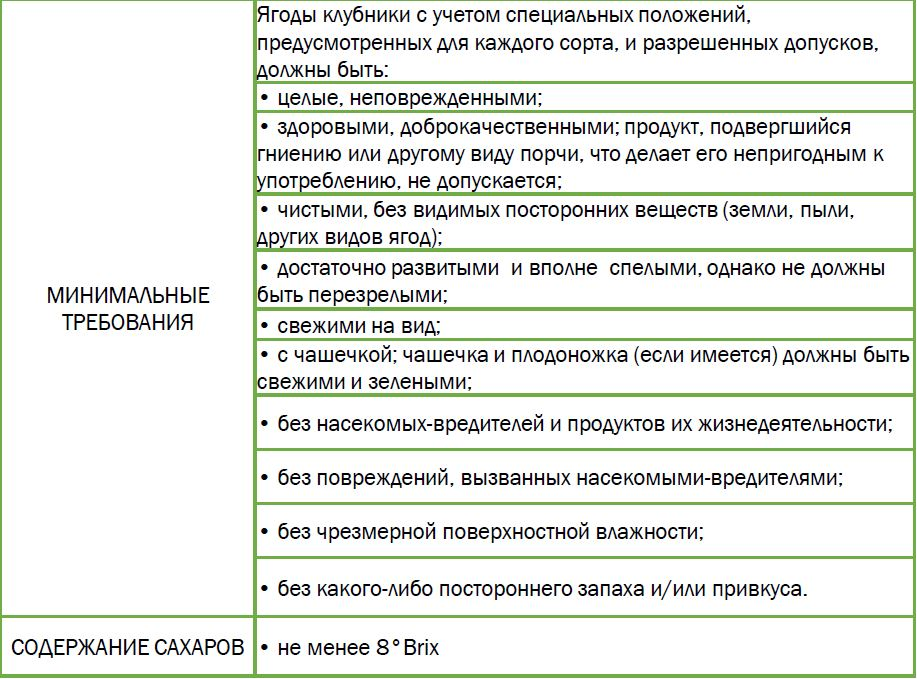 Ягоды клубники с учетом специальных положений,
предусмотренных для каждого сорта, и разрешенных допусков,
должны быть:
• целые, неповрежденными;
• здоровыми, доброкачественными; продукт, подвергшийся
гниению или другому виду порчи, что делает его непригодным к
употреблению, не допускается;
• чистыми, без видимых посторонних веществ (земли, пыли,
других видов ягод);
• достаточно развитыми и вполне спелыми, однако не должны
быть перезрелыми;
МИНИМАЛЬНЫЕ
ТРЕБОВАНИЯ
• свежими на вид;
• с чашечкой; чашечка и плодоножка (если имеется) должны быть
свежими и зелеными;
• без насекомых-вредителей и продуктов их жизнедеятельности;
• без повреждений, вызванных насекомыми-вредителями;
• без чрезмерной поверхностной влажности;
• без какого-либо постороннего запаха и/или привкуса.
СОДЕРЖАНИЕ САХАРОВ
• не менее 8°Brix